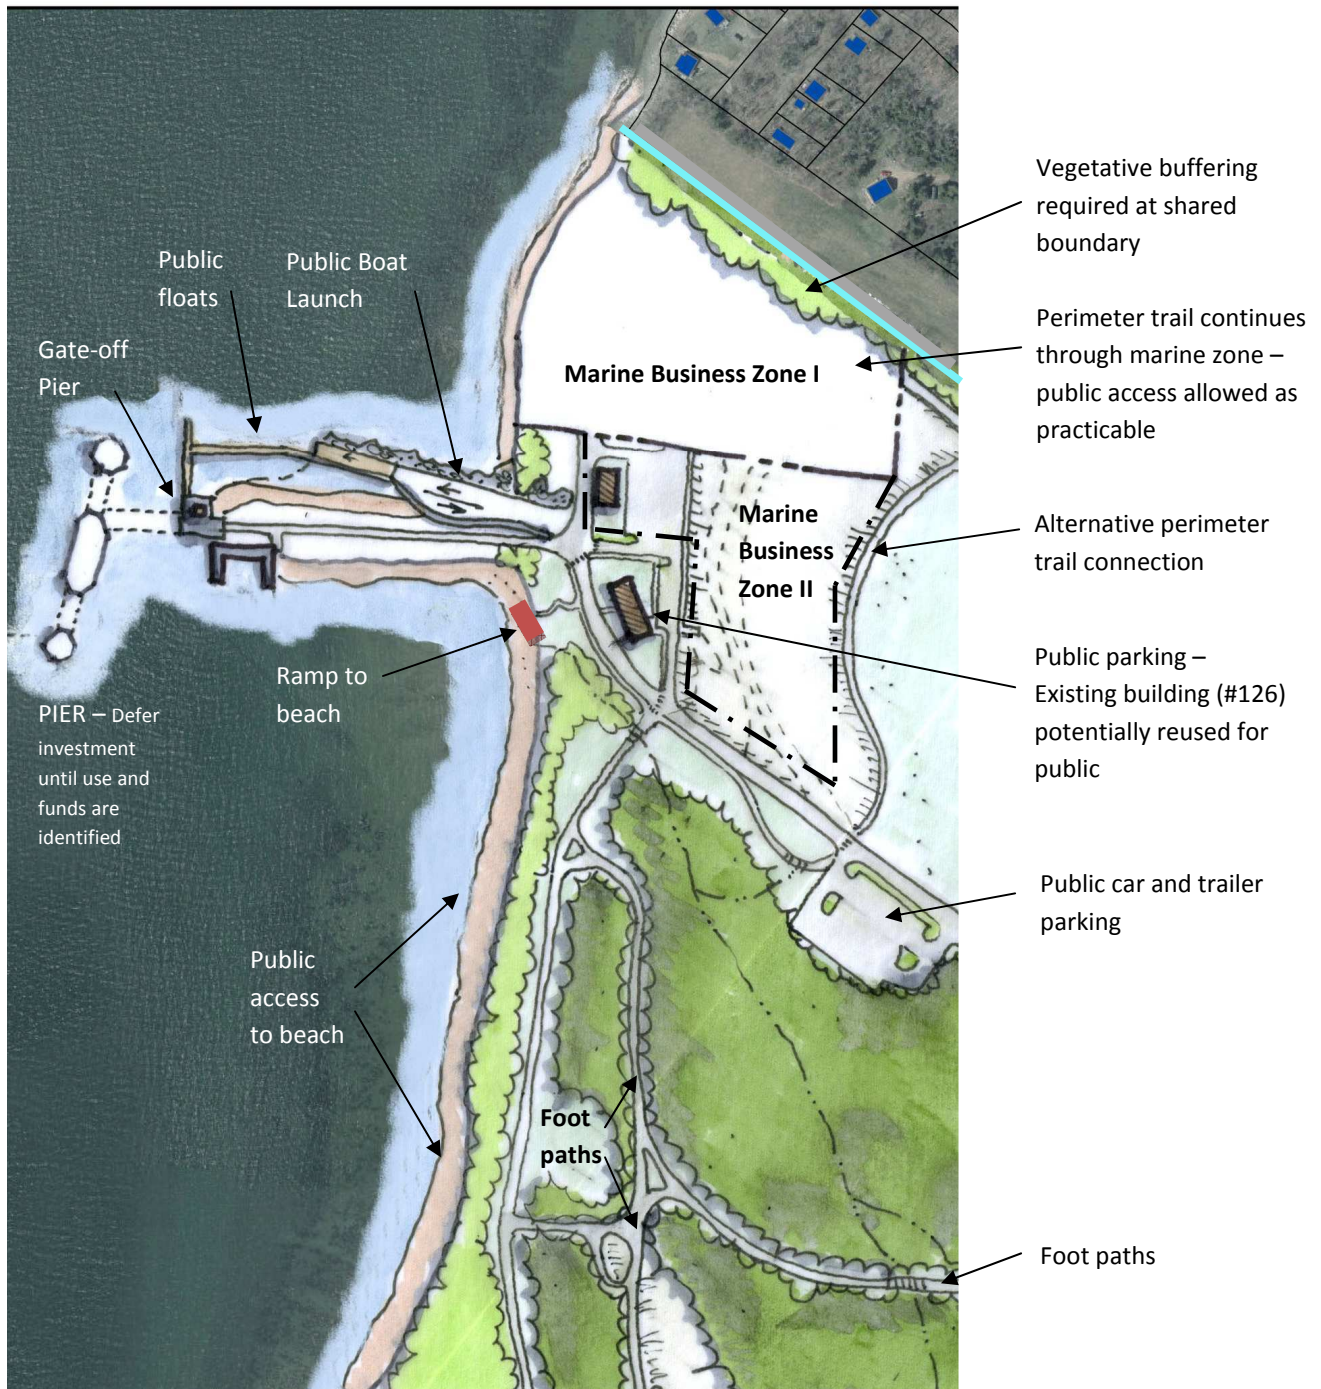 Public
floats
Public Boat
Launch
Gate-off
Pier
Marine Business Zone I
Marine
Business
Zone II
Ramp to
beach
PIER – Defer
investment
until use and
funds are
identified
Public
access
to beach
Foot
paths
Vegetative buffering
required at shared
boundary
Perimeter trail continues
through marine zone –
public access allowed as
practicable
Alternative perimeter
trail connection
Public parking –
Existing building (#126)
potentially reused for
public
Public car and trailer
parking
Foot paths